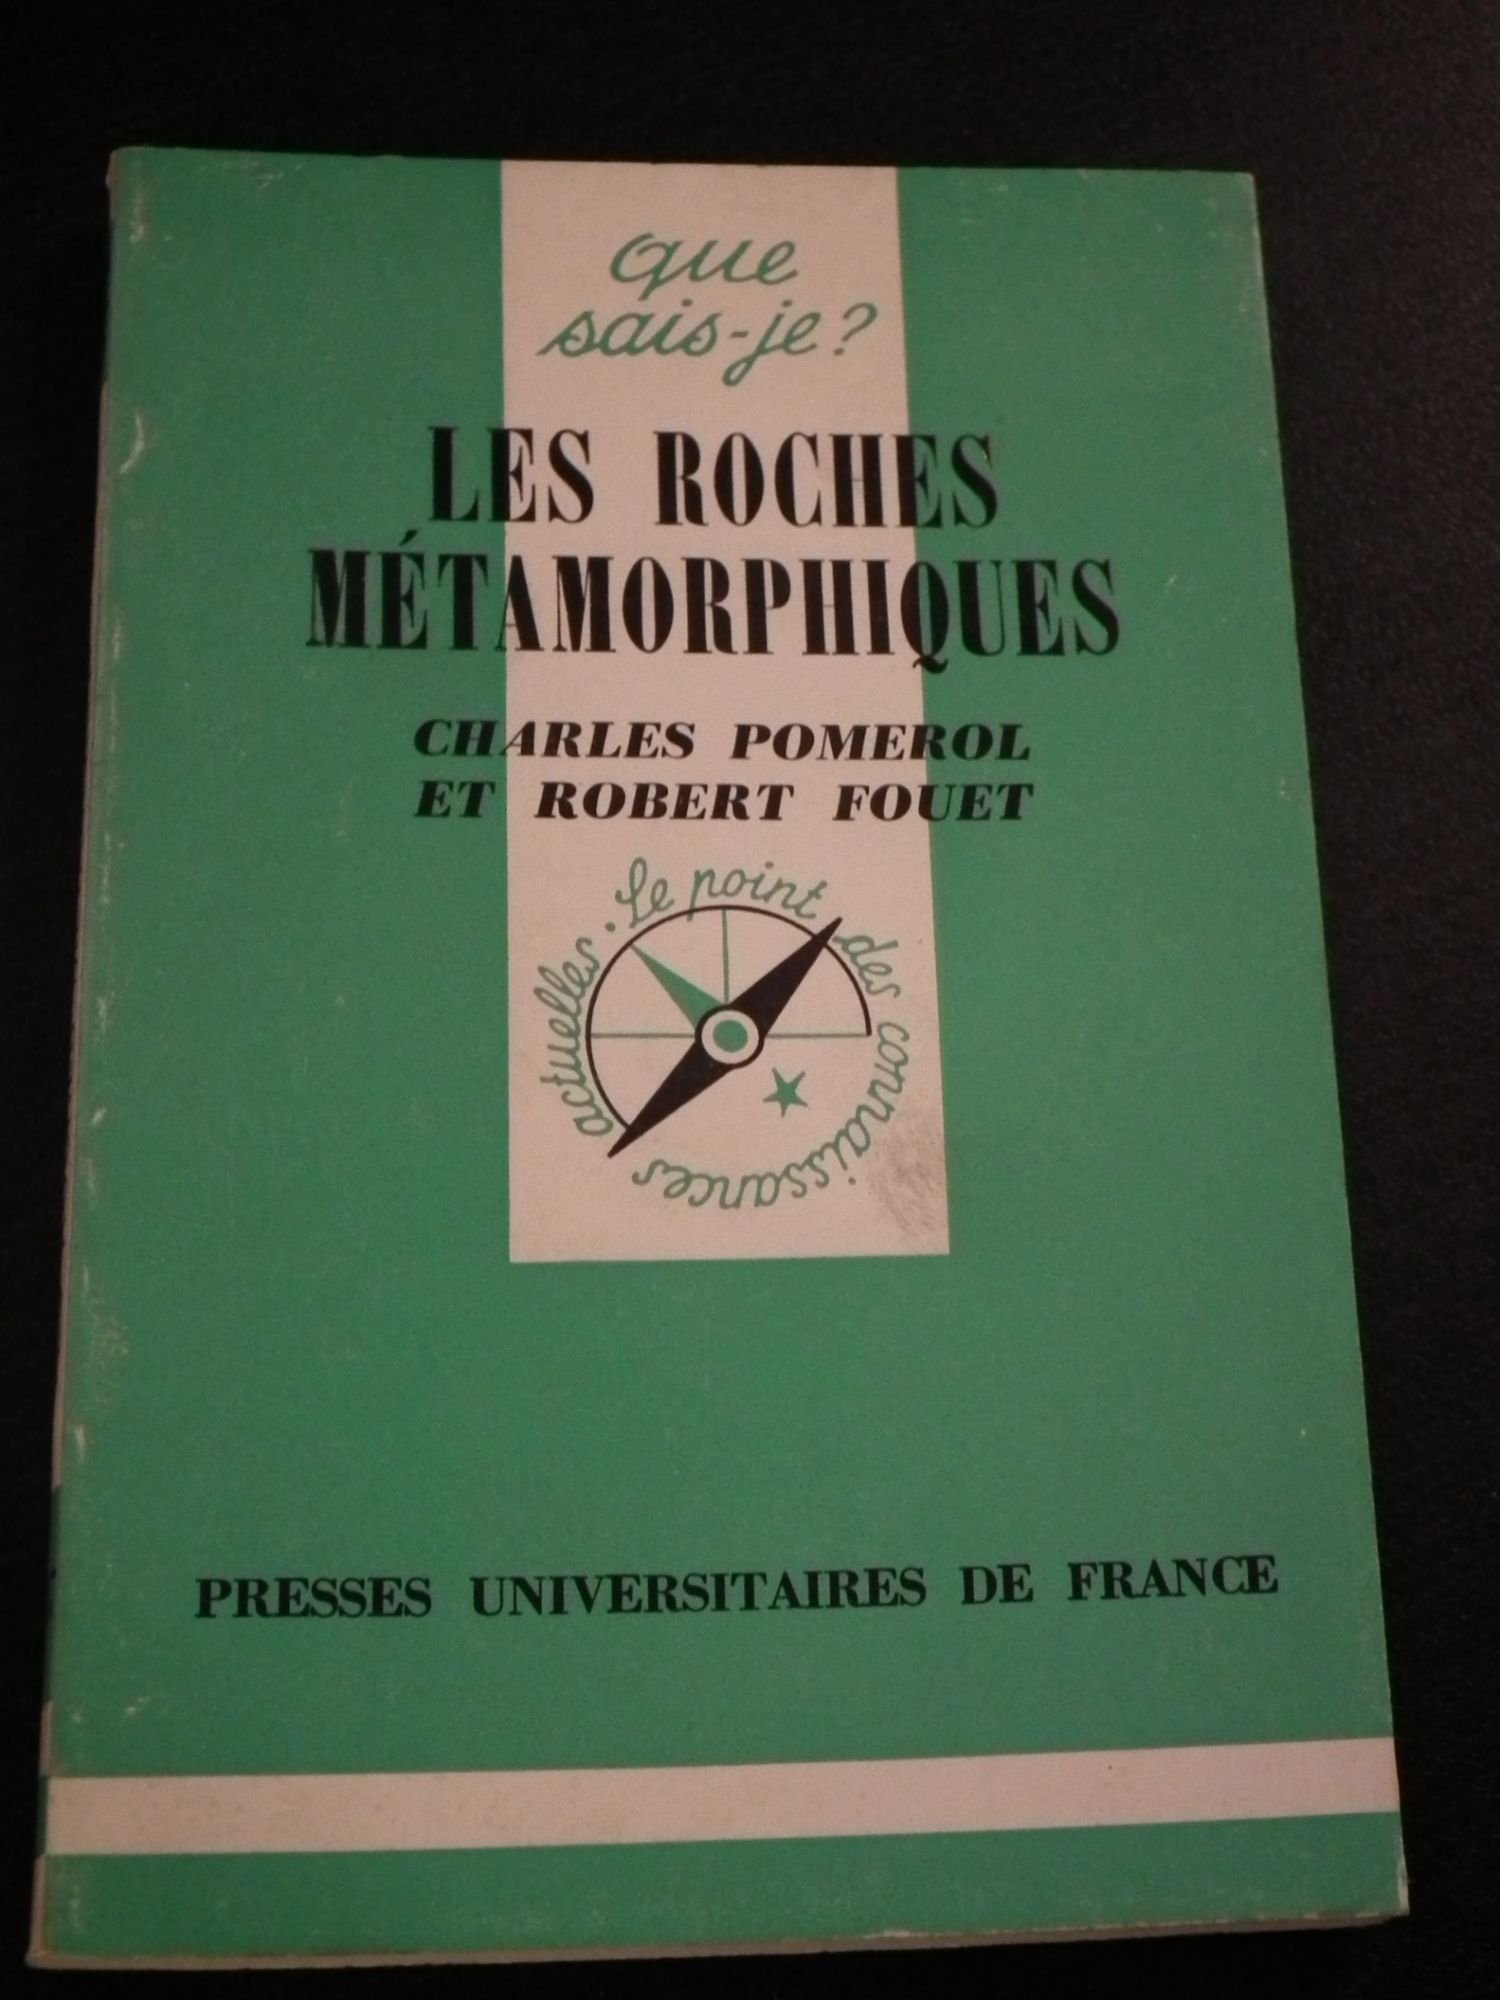 que
sais-je?
LES ROCHES
MÉTAMORPHIQUES
CHARLES POMEROL
ET ROBERT FOUET
Le point des connaissances actuelles.
PRESSES UNIVERSITAIRES DE FRANCE